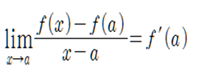 lim x→a f(x)−f(a) / x−a = f′(a)